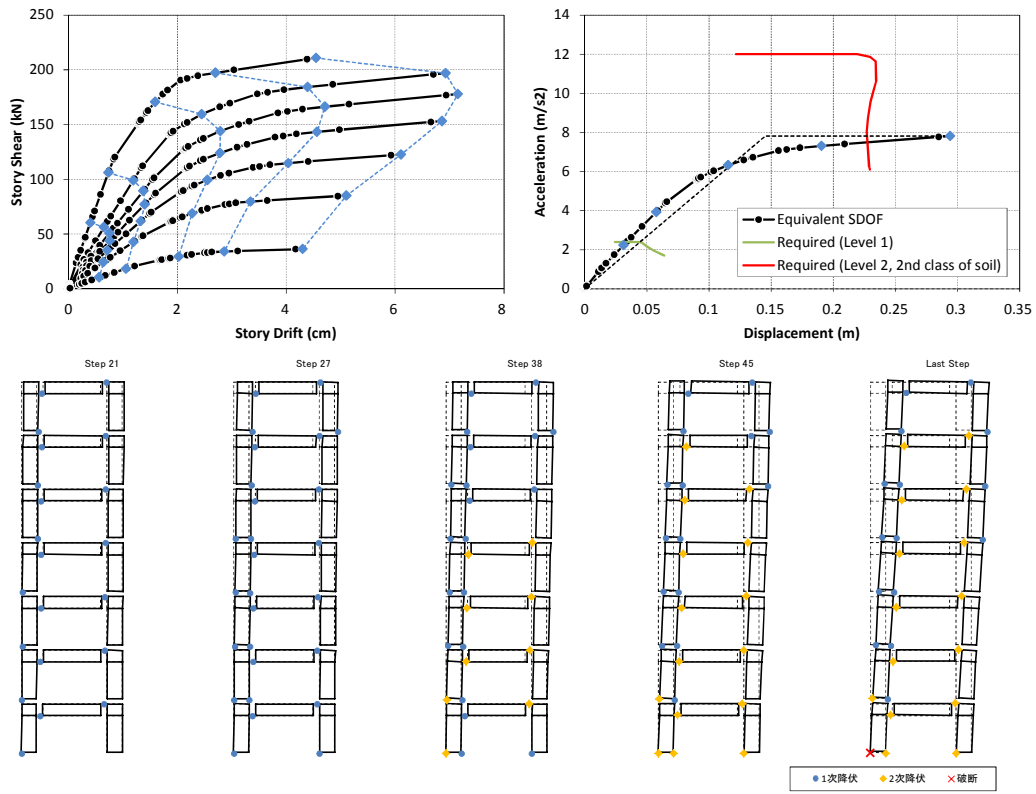 250
200
150
100
50
0
Story Shear (kN)
0
2
4
6
8
Story Drift (cm)
14
12
10
8
6
4
2
0
Acceleration (m/s2)
Equivalent SDOF
Required (Level 1)
Required (Level 2, 2nd class of soil)
0
0.05
0.1
0.15
0.2
0.25
0.3
0.35
Displacement (m)
Step 21
Step 27
Step 38
Step 45
Last Step
1次降伏 2次降伏 破断